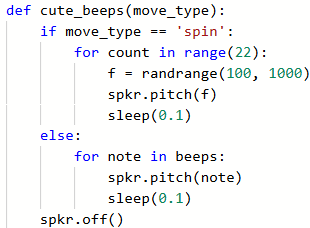 def cute_beeps(move_type):
    if move_type == 'spin':
        for count in range(22):
            f = randrange(100, 1000)
            spkr.pitch(f)
            sleep(0.1)
    else:
        for note in beeps:
            spkr.pitch(note)
            sleep(0.1)
    spkr.off()